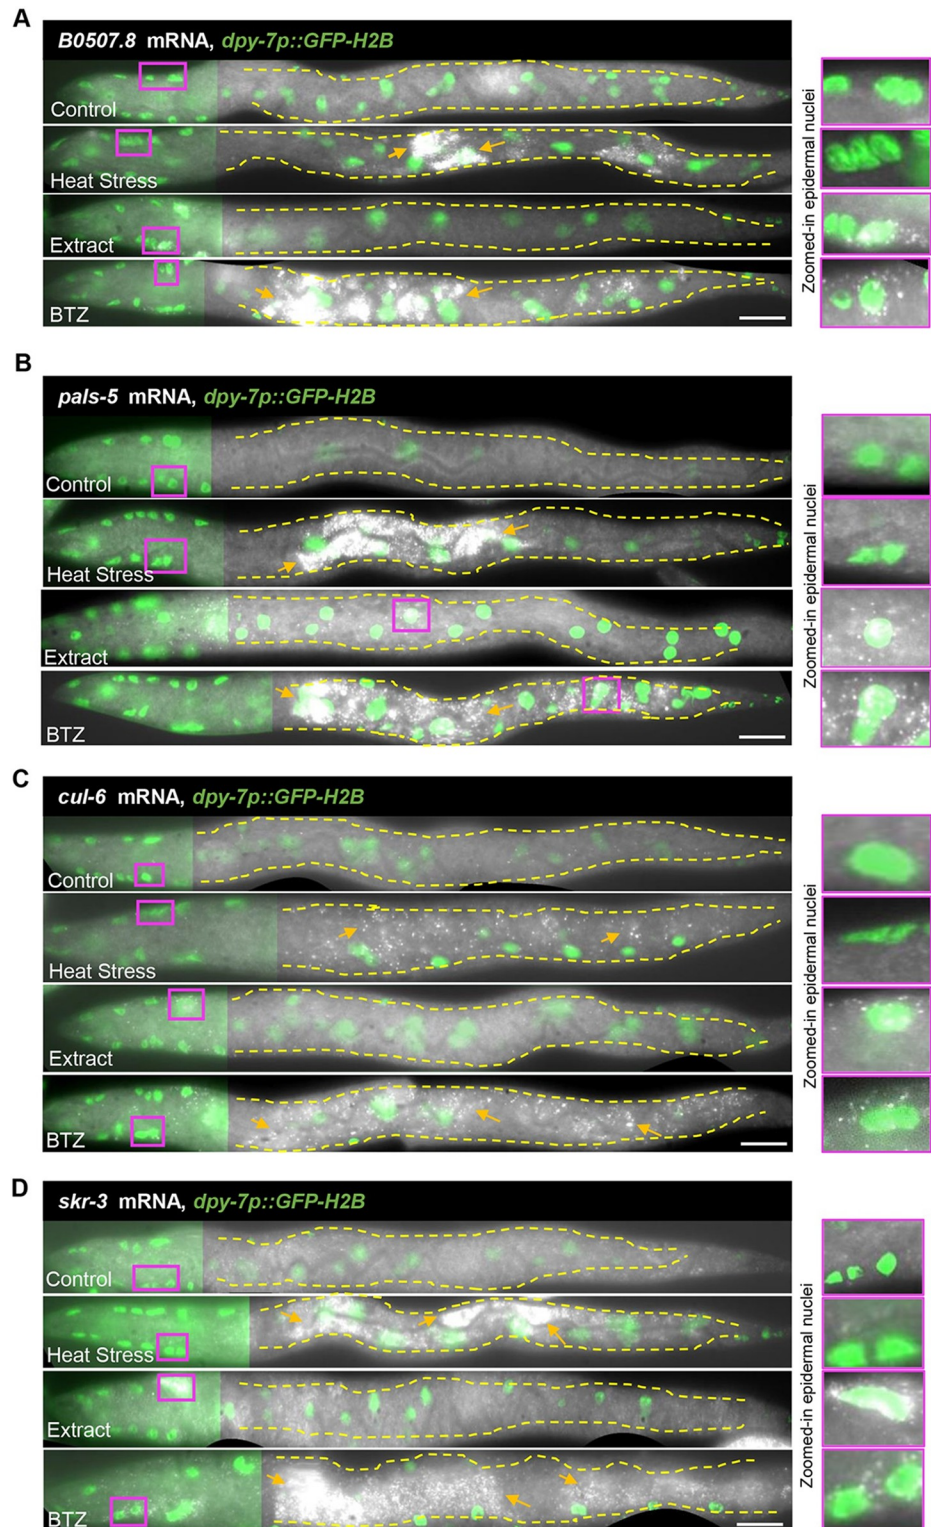 A
B0507.8 mRNA, dpy-7p::GFP-H2B
Control
Heat Stress
Extract
BTZ
Zoomed-in epidermal nuclei
B
pals-5 mRNA, dpy-7p::GFP-H2B
Control
Heat Stress
Extract
BTZ
Zoomed-in epidermal nuclei
C
cul-6 mRNA, dpy-7p::GFP-H2B
Control
Heat Stress
Extract
BTZ
Zoomed-in epidermal nuclei
D
skr-3 mRNA, dpy-7p::GFP-H2B
Control
Heat Stress
Extract
BTZ
Zoomed-in epidermal nuclei